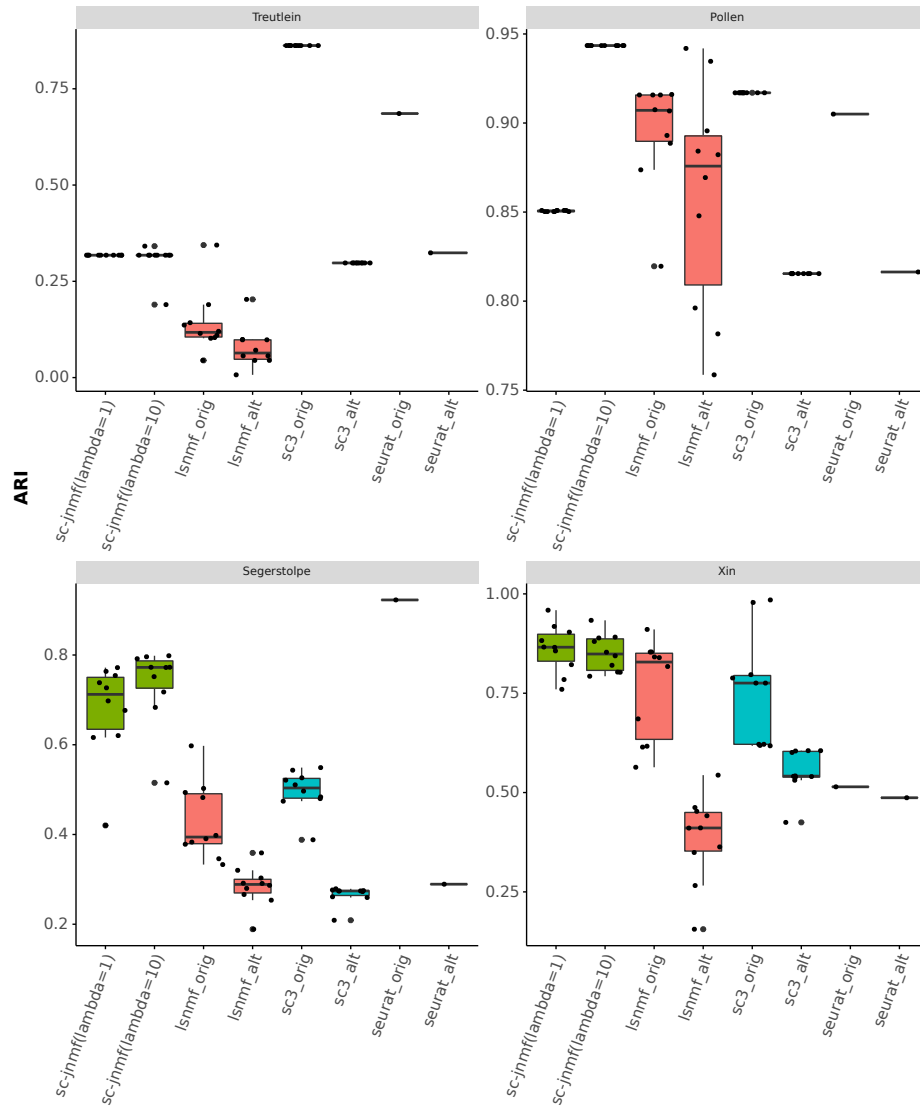 Treutlein
Pollen
0.75
0.50
0.25
0.00
0.95
0.90
0.85
0.80
0.75
sc-jnmf(lambda=1)
sc-jnmf(lambda=10)
lsnmf_orig
lsnmf_alt
sc3_orig
sc3_alt
seurat_orig
seurat_alt
sc-jnmf(lambda=1)
sc-jnmf(lambda=10)
lsnmf_orig
lsnmf_alt
sc3_orig
sc3_alt
seurat_orig
seurat_alt
ARI
Segerstolpe
Xin
0.8
0.6
0.4
0.2
1.00
0.75
0.50
0.25
sc-jnmf(lambda=1)
sc-jnmf(lambda=10)
lsnmf_orig
lsnmf_alt
sc3_orig
sc3_alt
seurat_orig
seurat_alt
sc-jnmf(lambda=1)
sc-jnmf(lambda=10)
lsnmf_orig
lsnmf_alt
sc3_orig
sc3_alt
seurat_orig
seurat_alt